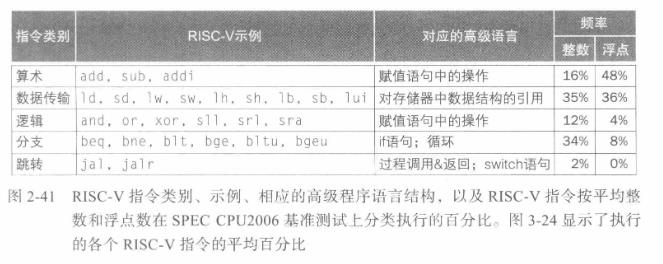 指令类别 RISC-V示例 对应的高级语言 频率
整数 浮点
算术 add, sub, addi 赋值语句中的操作 16% 48%
数据传输 ld, sd, lw, sw, lh, sh, lb, sb, lui 对存储器中数据结构的引用 35% 36%
逻辑 and, or, xor, sll, srl, sra 赋值语句中的操作 12% 4%
分支 beq, bne, blt, bge, bltu, bgeu if语句；循环 34% 8%
跳转 jal, jalr 过程调用&返回；switch语句 2% 0%
图 2-41 RISC-V 指令类别、示例、相应的高级程序语言结构，以及 RISC-V 指令按平均整
数和浮点数在 SPEC CPU2006 基准测试上分类执行的百分比。图 3-24 显示了执行
的各个 RISC-V 指令的平均百分比